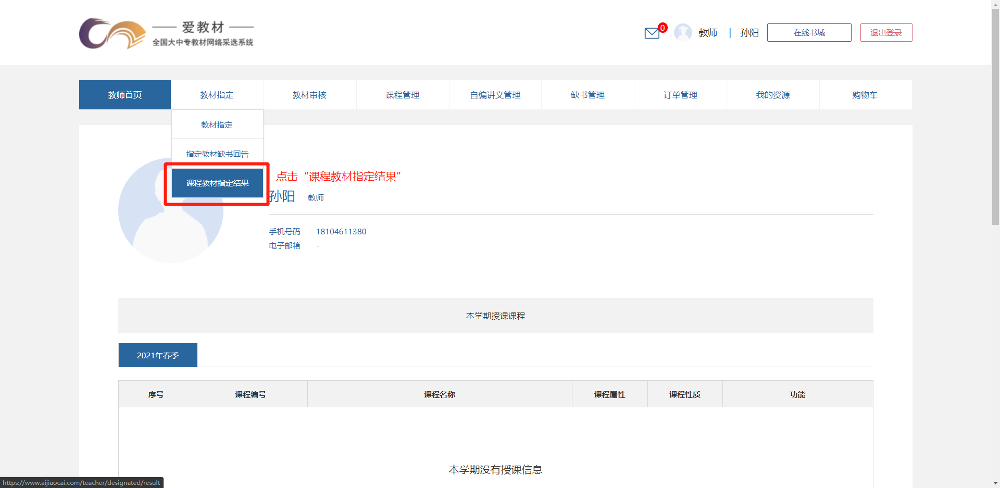 爱教材
全国大中专教材网络采选系统
0
教师 | 孙阳
在线书城
退出登录
教师首页
教材指定
教材审核
课程管理
自编讲义管理
缺书管理
订单管理
我的资源
购物车
教材指定
指定教材缺书回告
课程教材指定结果
点击“课程教材指定结果”
孙阳 教师
手机号码 18104611380
电子邮箱 -
本学期授课课程
2021年春季
序号 课程编号 课程名称 课程属性 课程性质 功能
本学期没有授课信息
https://www.aijiaocai.com/teacher/designated/result